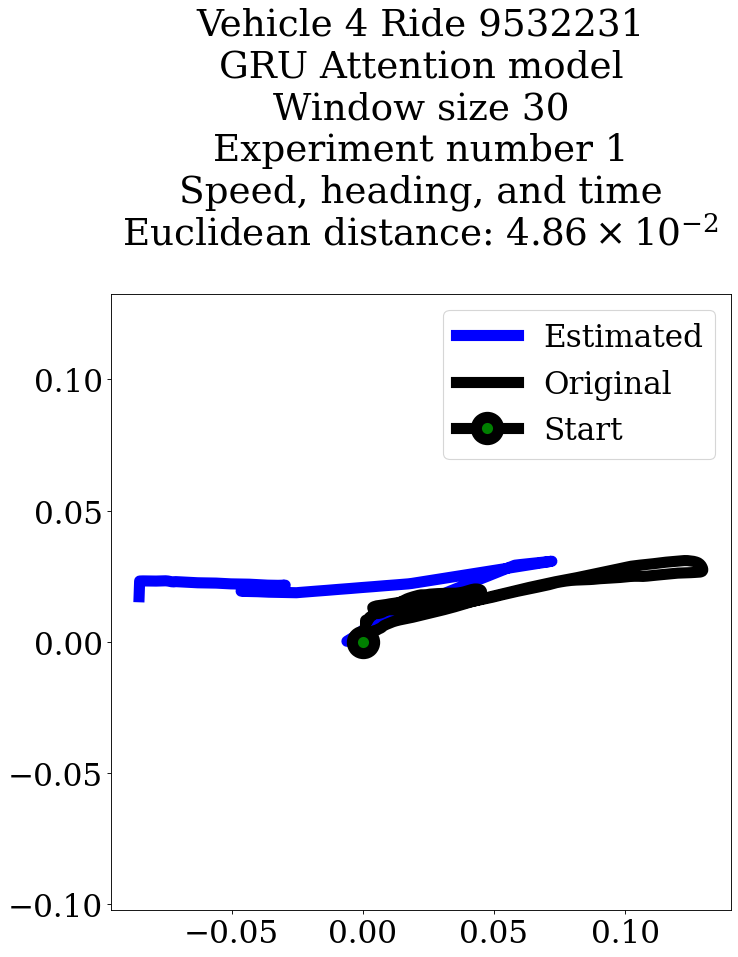 Vehicle 4 Ride 9532231
GRU Attention model
Window size 30
Experiment number 1
Speed, heading, and time
Euclidean distance: 4.86 × 10⁻²
Estimated
Original
Start
0.10
0.05
0.00
−0.05
−0.10
−0.05 0.00 0.05 0.10